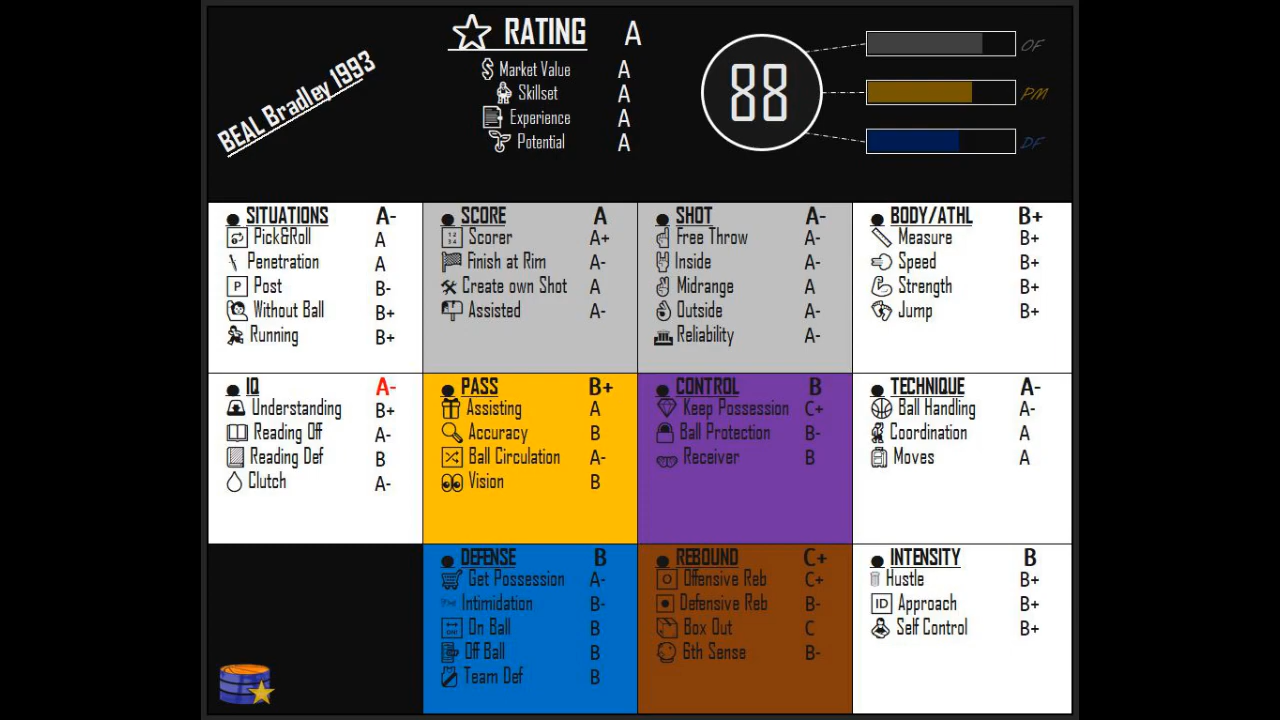 BEAL Bradley 1993
RATING A
Market Value A
Skillset A
Experience A
Potential A
88
OF
PM
DF
SITUATIONS A-
Pick&Roll A
Penetration A
P Post B-
Without Ball B+
Running B+
SCORE A
Scorer A+
Finish at Rim A-
Create own Shot A
Assisted A-
SHOT A-
Free Throw A-
Inside A-
Midrange A
Outside A-
Reliability A-
BODY/ATHL B+
Measure B+
Speed B+
Strength B+
Jump B+
IQ A-
Understanding B+
Reading Off A-
Reading Def B
Clutch A-
PASS B+
Assisting A
Accuracy B
Ball Circulation A-
Vision B
CONTROL B
Keep Possession C+
Ball Protection B-
Receiver B
TECHNIQUE A-
Ball Handling A-
Coordination A
Moves A
DEFENSE B
Get Possession A-
Intimidation B-
On Ball B
Off Ball B
Team Def B
REBOUND C+
Offensive Reb C+
Defensive Reb B-
Box Out C
6th Sense B-
INTENSITY B
Hustle B+
ID Approach B+
Self Control B+